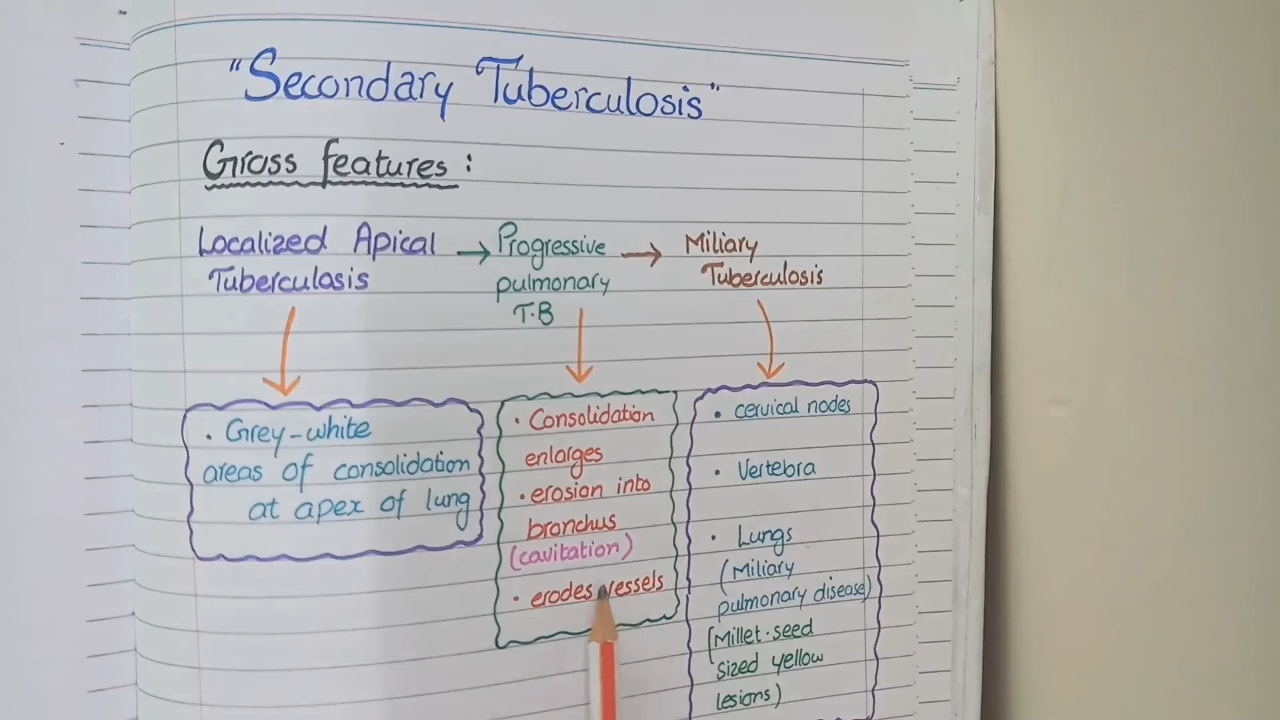 "Secondary Tuberculosis"
Gross features :
Localized Apical
Tuberculosis
→ Progressive
pulmonary
T.B
→ Miliary
Tuberculosis
• Grey-white
areas of consolidation
at apex of lung
• Consolidation
enlarges
• erosion into
bronchus
(cavitation)
• erodes vessels
• cervical nodes
• Vertebra
• Lungs
(Miliary
pulmonary disease)
(Millet-seed
sized yellow
lesions)